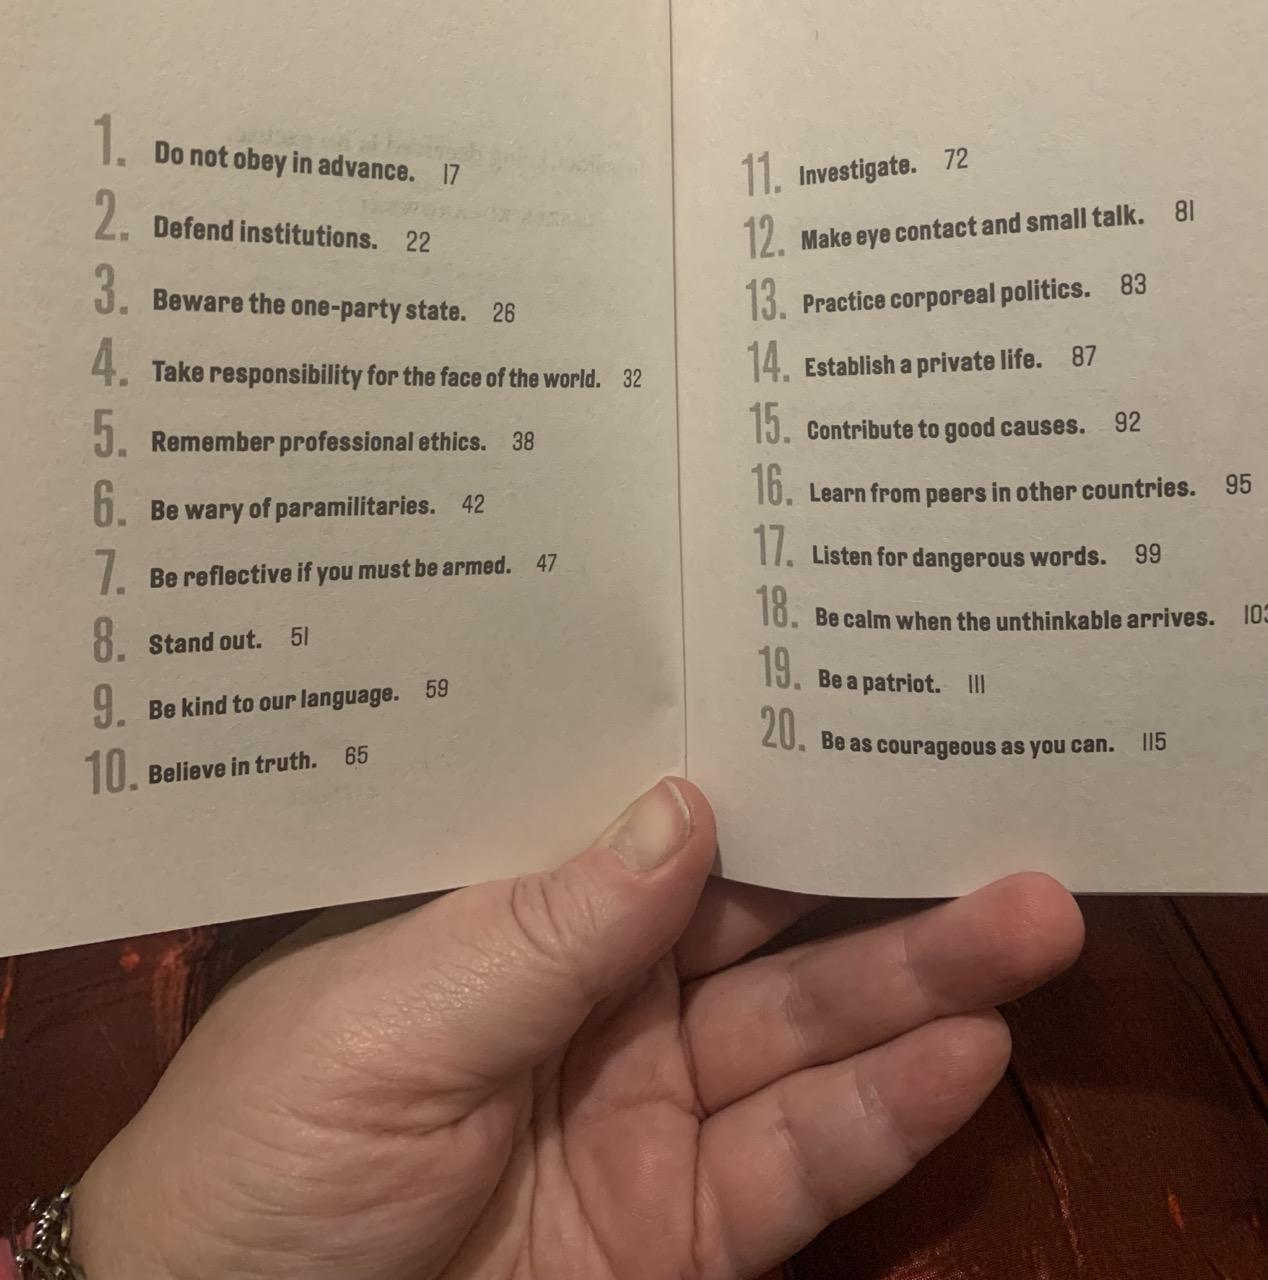 1. Do not obey in advance. 17
2. Defend institutions. 22
3. Beware the one-party state. 26
4. Take responsibility for the face of the world. 32
5. Remember professional ethics. 38
6. Be wary of paramilitaries. 42
7. Be reflective if you must be armed. 47
8. Stand out. 51
9. Be kind to our language. 59
10. Believe in truth. 65
11. Investigate. 72
12. Make eye contact and small talk. 81
13. Practice corporeal politics. 83
14. Establish a private life. 87
15. Contribute to good causes. 92
16. Learn from peers in other countries. 95
17. Listen for dangerous words. 99
18. Be calm when the unthinkable arrives. 103
19. Be a patriot. 111
20. Be as courageous as you can. 115